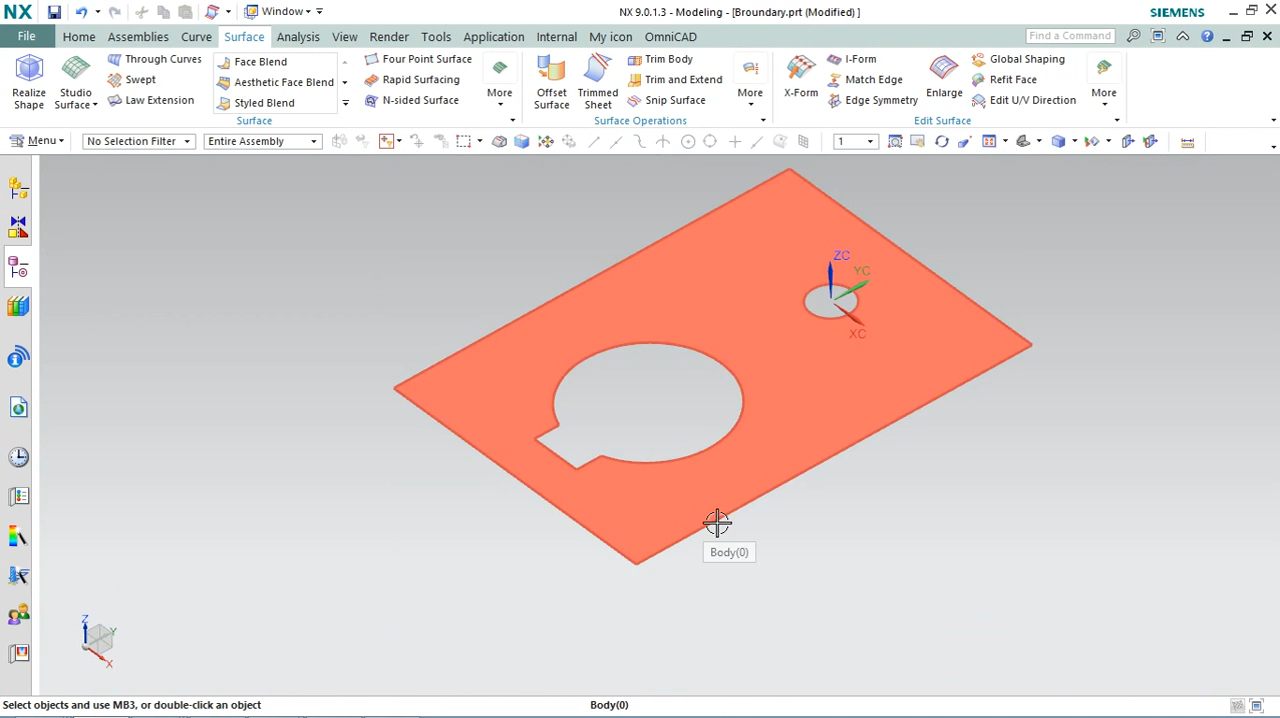 NX Window NX 9.0.1.3 - Modeling - [Broundary.prt (Modified) ] SIEMENS
File Home Assemblies Curve Surface Analysis View Render Tools Application Internal My icon OmniCAD Find a Command
Realize Shape
Studio Surface
Through Curves
Swept
Law Extension
Face Blend
Aesthetic Face Blend
Styled Blend
Four Point Surface
Rapid Surfacing
N-sided Surface
More
Surface
Offset Surface
Trimmed Sheet
Trim Body
Trim and Extend
Snip Surface
More
Surface Operations
X-Form
I-Form
Match Edge
Edge Symmetry
Enlarge
Global Shaping
Refit Face
Edit U/V Direction
More
Edit Surface
Menu No Selection Filter Entire Assembly 1
ZC
YC
XC
Body(0)
Z
Y
X
Select objects and use MB3, or double-click an object Body(0)